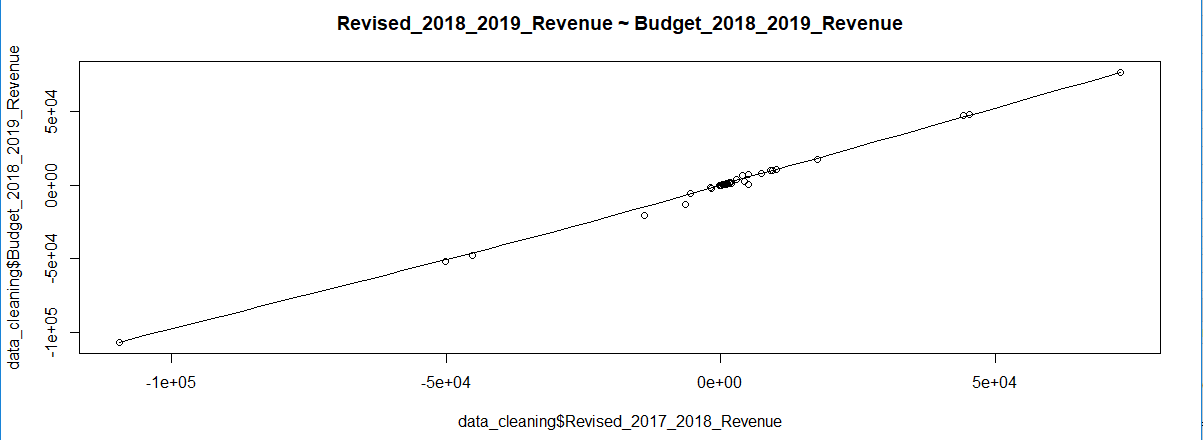 Revised_2018_2019_Revenue ~ Budget_2018_2019_Revenue
data_cleaning$Budget_2018_2019_Revenue
5e+04
0e+00
-5e+04
-1e+05
-1e+05 -5e+04 0e+00 5e+04
data_cleaning$Revised_2017_2018_Revenue